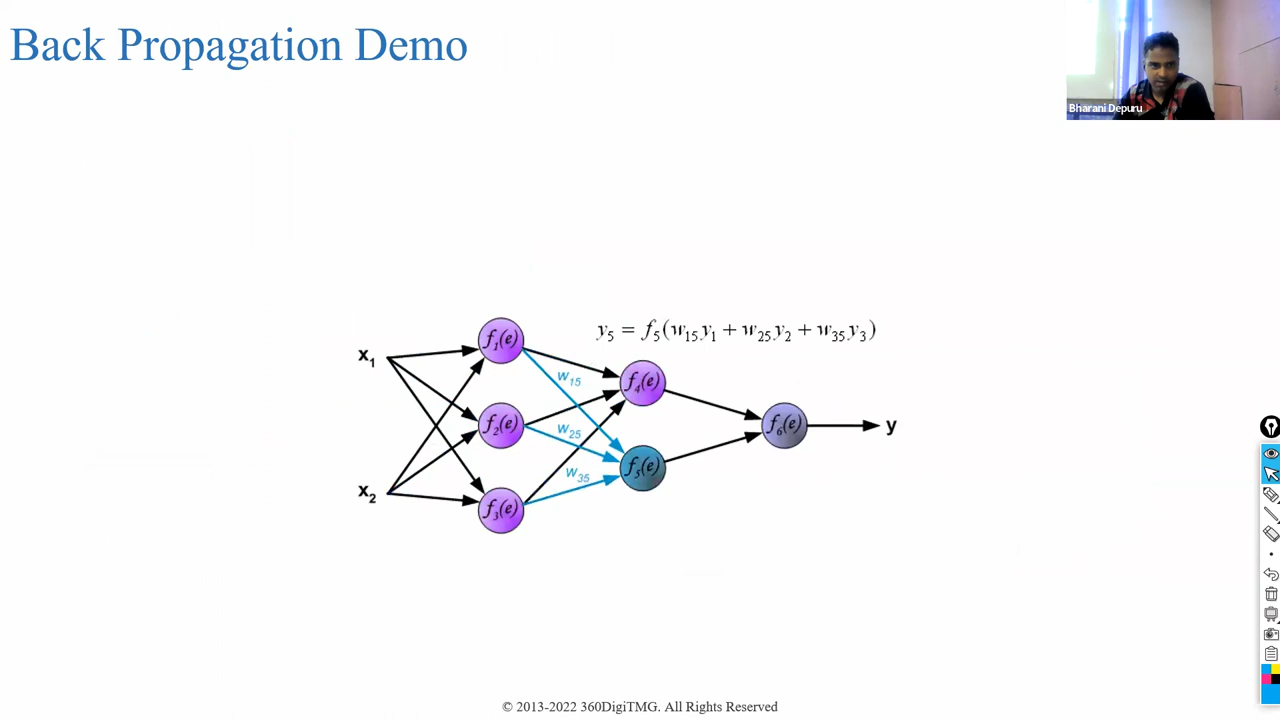 Back Propagation Demo
Bharani Depuru
y₅ = f₅(w₁₅y₁ + w₂₅y₂ + w₃₅y₃)
f₁(e)
x₁
w₁₅
f₄(e)
f₂(e)
w₂₅
f₆(e)
y
w₃₅
f₅(e)
x₂
f₃(e)
© 2013-2022 360DigiTMG. All Rights Reserved